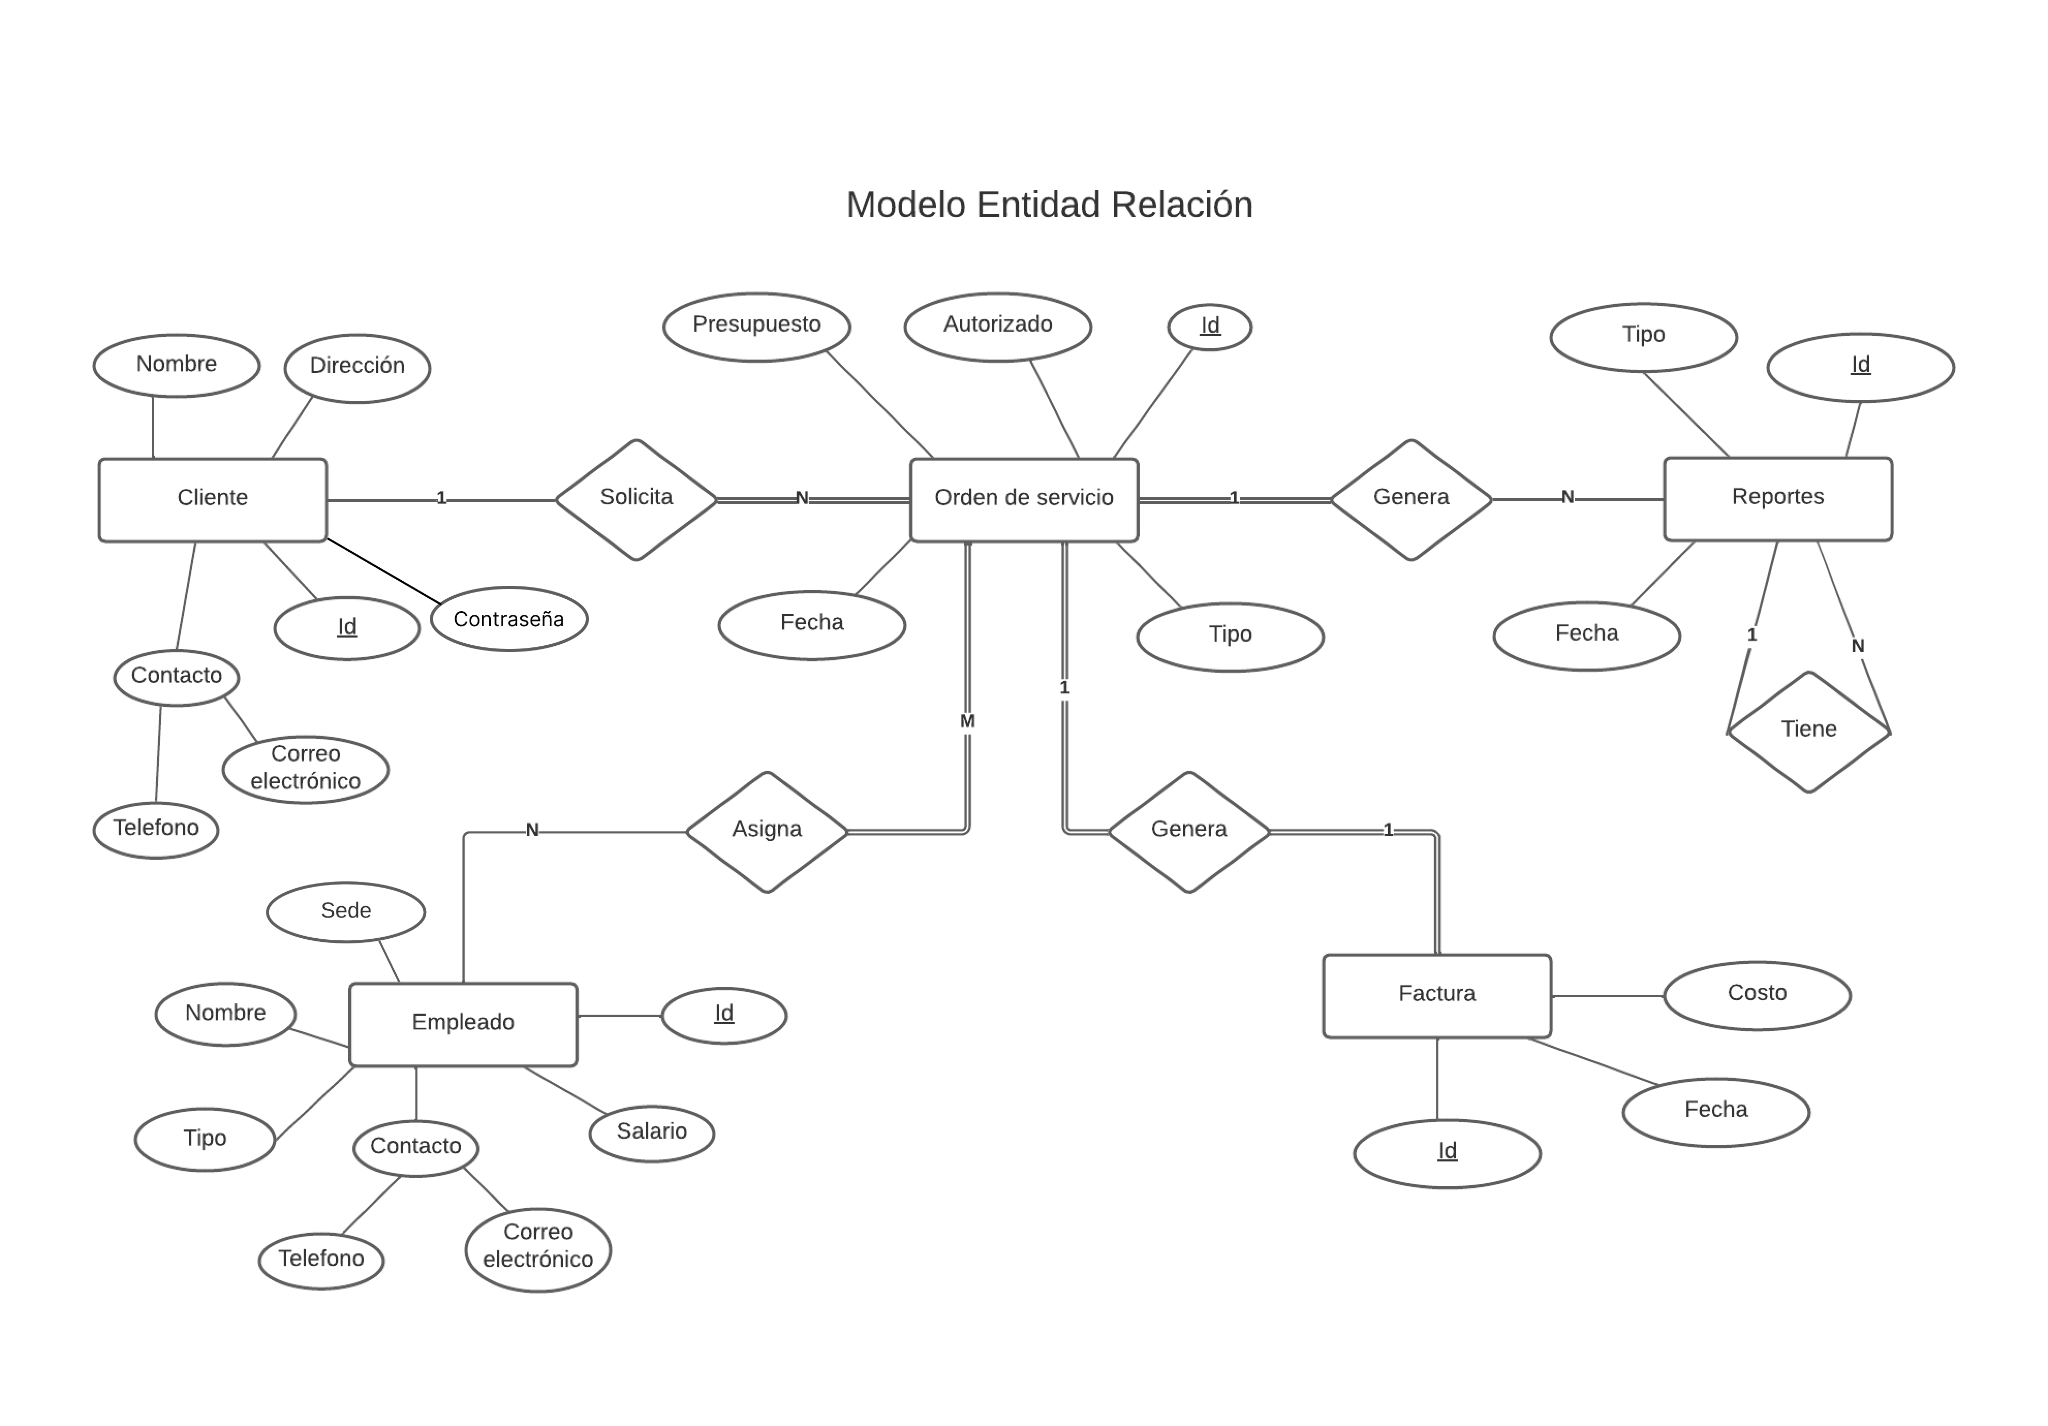 Modelo Entidad Relación
Presupuesto
Autorizado
Id
Tipo
Id
Nombre
Dirección
Cliente
1
Solicita
N
Orden de servicio
1
Genera
N
Reportes
Id
Contraseña
Fecha
Tipo
Fecha
1
N
Contacto
1
M
Tiene
Correo
electrónico
Telefono
N
Asigna
Genera
1
Sede
Nombre
Empleado
Id
Factura
Costo
Tipo
Contacto
Salario
Id
Fecha
Telefono
Correo
electrónico